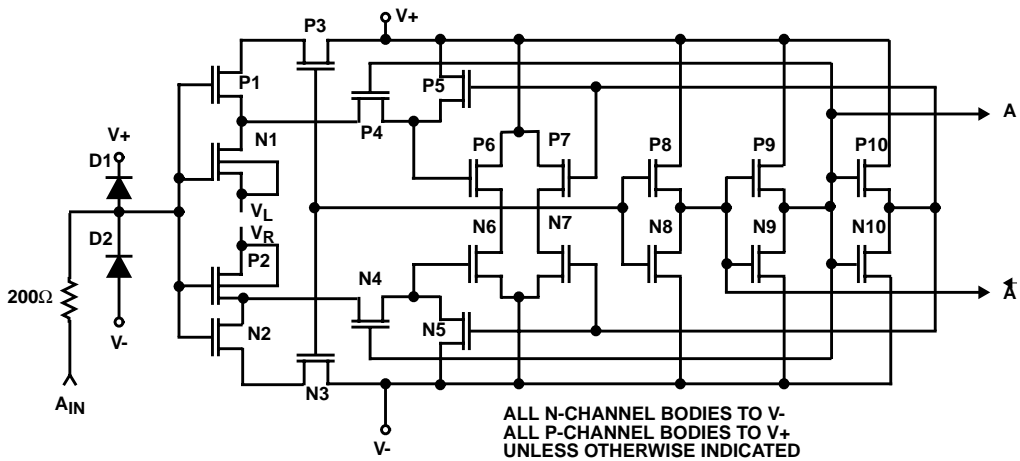 P3
V+
P1
P5
A
P4
N1
V+
D1
P6
P7
P8
P9
P10
VL
VR
N6
N7
N8
N9
N10
D2
P2
N4
A
200Ω
N5
V-
N2
AIN
N3
V-
ALL N-CHANNEL BODIES TO V-
ALL P-CHANNEL BODIES TO V+
UNLESS OTHERWISE INDICATED